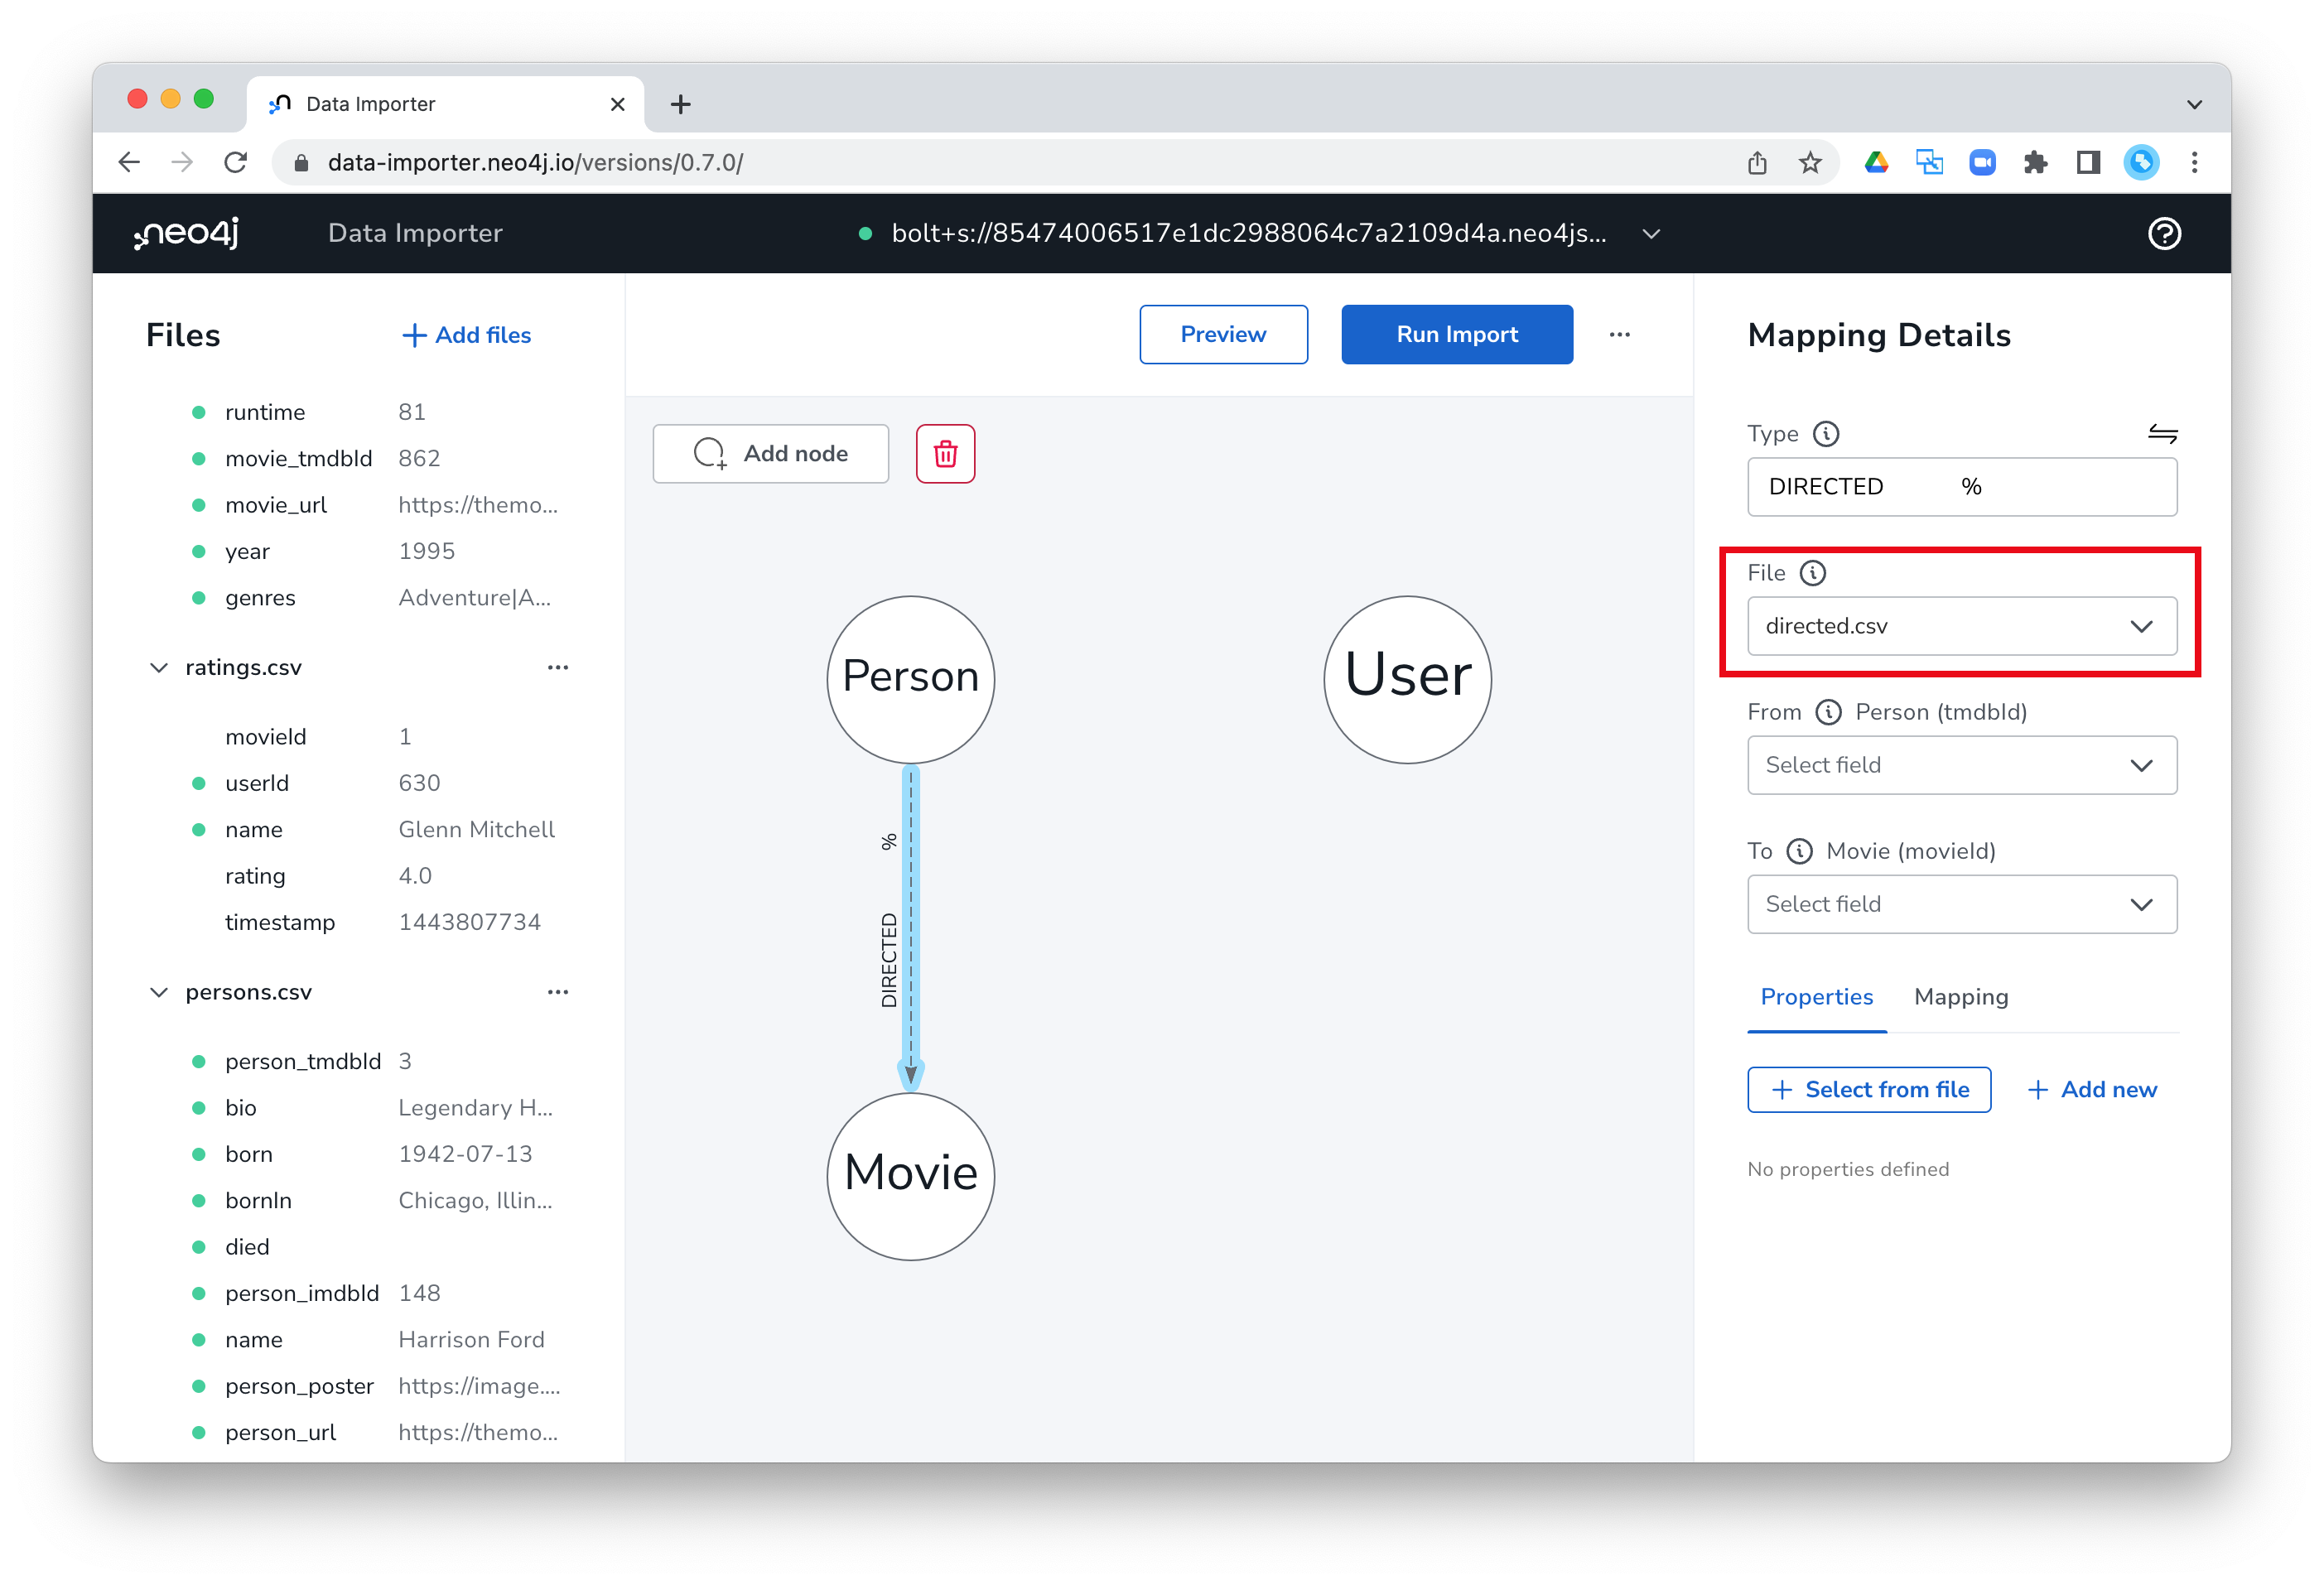 Data Importer
data-importer.neo4j.io/versions/0.7.0/
neo4j Data Importer bolt+s://85474006517e1dc2988064c7a2109d4a.neo4js...
Files + Add files
runtime 81
movie_tmdbId 862
movie_url https://themo...
year 1995
genres Adventure|A...
ratings.csv ...
movieId 1
userId 630
name Glenn Mitchell
rating 4.0
timestamp 1443807734
persons.csv ...
person_tmdbId 3
bio Legendary H...
born 1942-07-13
bornIn Chicago, Illin...
died
person_imdbId 148
name Harrison Ford
person_poster https://image....
person_url https://themo...
Preview Run Import ...
Add node
Person
User
DIRECTED %
Movie
Mapping Details
Type
DIRECTED %
File
directed.csv
From Person (tmdbId)
Select field
To Movie (movieId)
Select field
Properties Mapping
+ Select from file + Add new
No properties defined